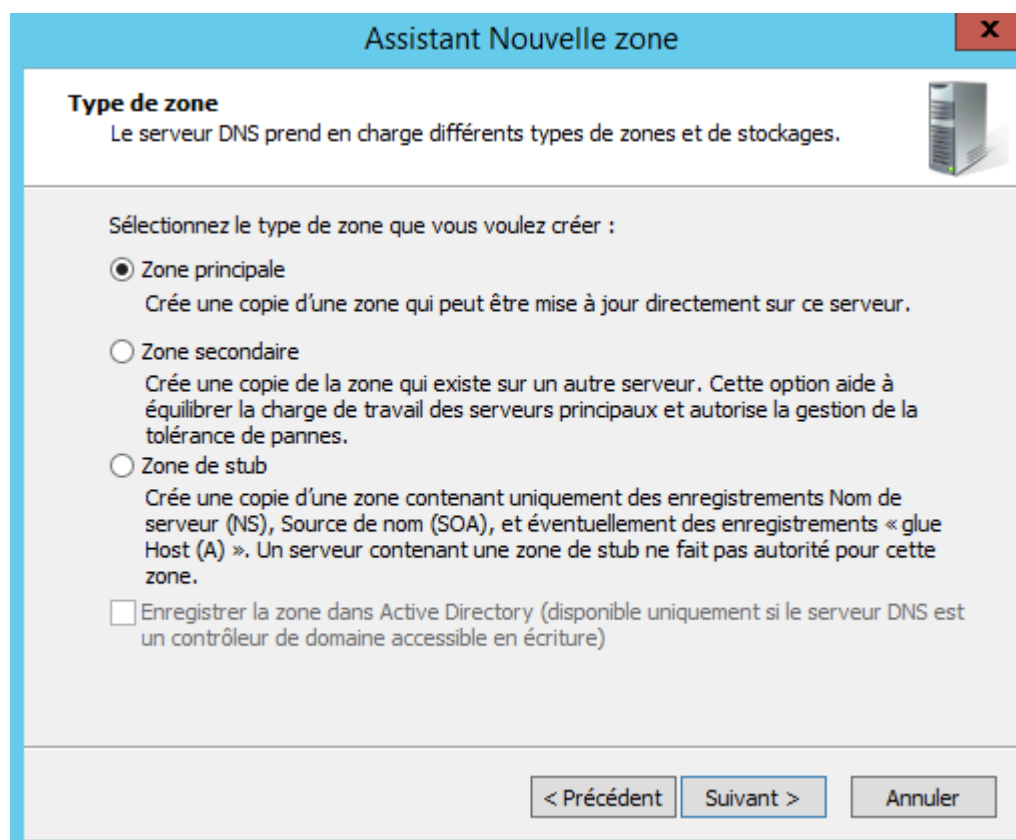 Assistant Nouvelle zone
x
Type de zone
Le serveur DNS prend en charge différents types de zones et de stockages.
Sélectionnez le type de zone que vous voulez créer :
Zone principale
Crée une copie d'une zone qui peut être mise à jour directement sur ce serveur.
Zone secondaire
Crée une copie de la zone qui existe sur un autre serveur. Cette option aide à
équilibrer la charge de travail des serveurs principaux et autorise la gestion de la
tolérance de pannes.
Zone de stub
Crée une copie d'une zone contenant uniquement des enregistrements Nom de
serveur (NS), Source de nom (SOA), et éventuellement des enregistrements « glue
Host (A) ». Un serveur contenant une zone de stub ne fait pas autorité pour cette
zone.
Enregistrer la zone dans Active Directory (disponible uniquement si le serveur DNS est
un contrôleur de domaine accessible en écriture)
< Précédent Suivant > Annuler